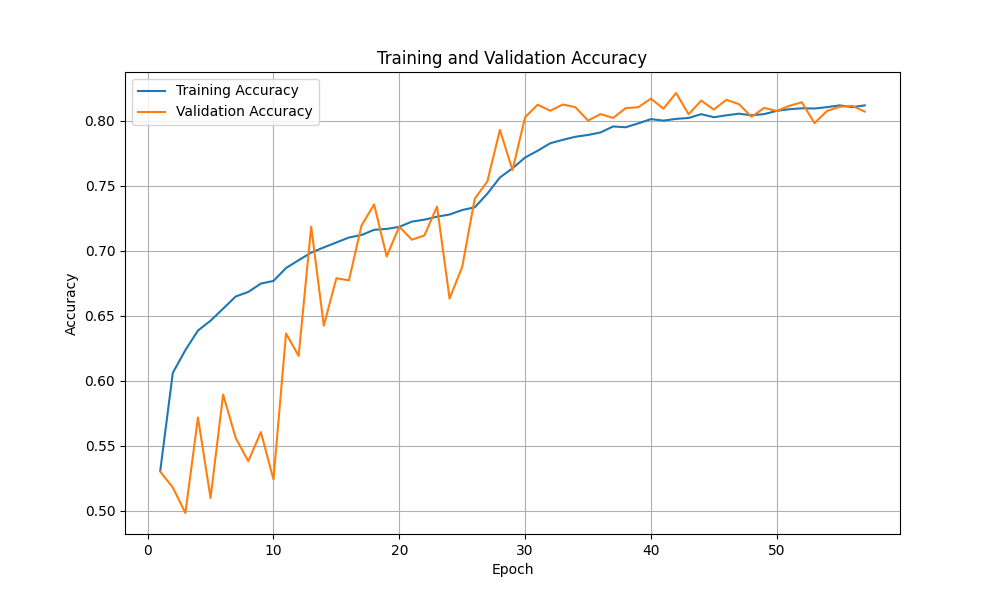 Training and Validation Accuracy
Training Accuracy
Validation Accuracy
0.80
0.75
0.70
0.65
0.60
0.55
0.50
Accuracy
0 10 20 30 40 50
Epoch